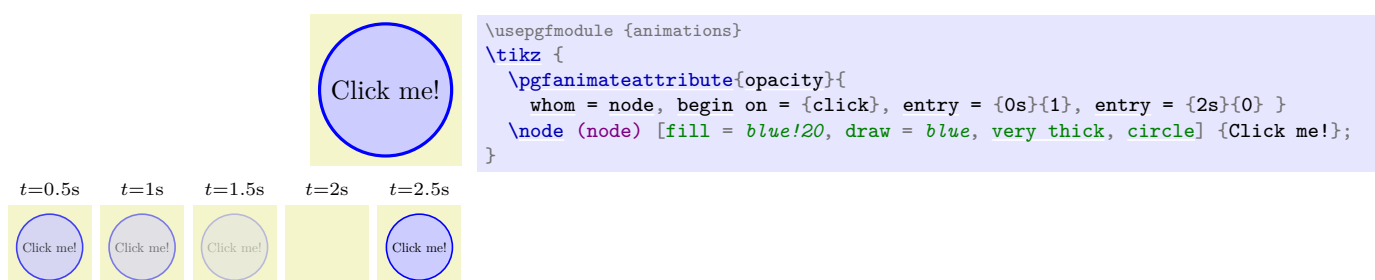 Click me!
\usepgfmodule {animations}
\tikz {
\pgfanimateattribute{opacity}{
whom = node, begin on = {click}, entry = {0s}{1}, entry = {2s}{0} }
\node (node) [fill = blue!20, draw = blue, very thick, circle] {Click me!};
}
t=0.5s t=1s t=1.5s t=2s t=2.5s
Click me! Click me! Click me! Click me!